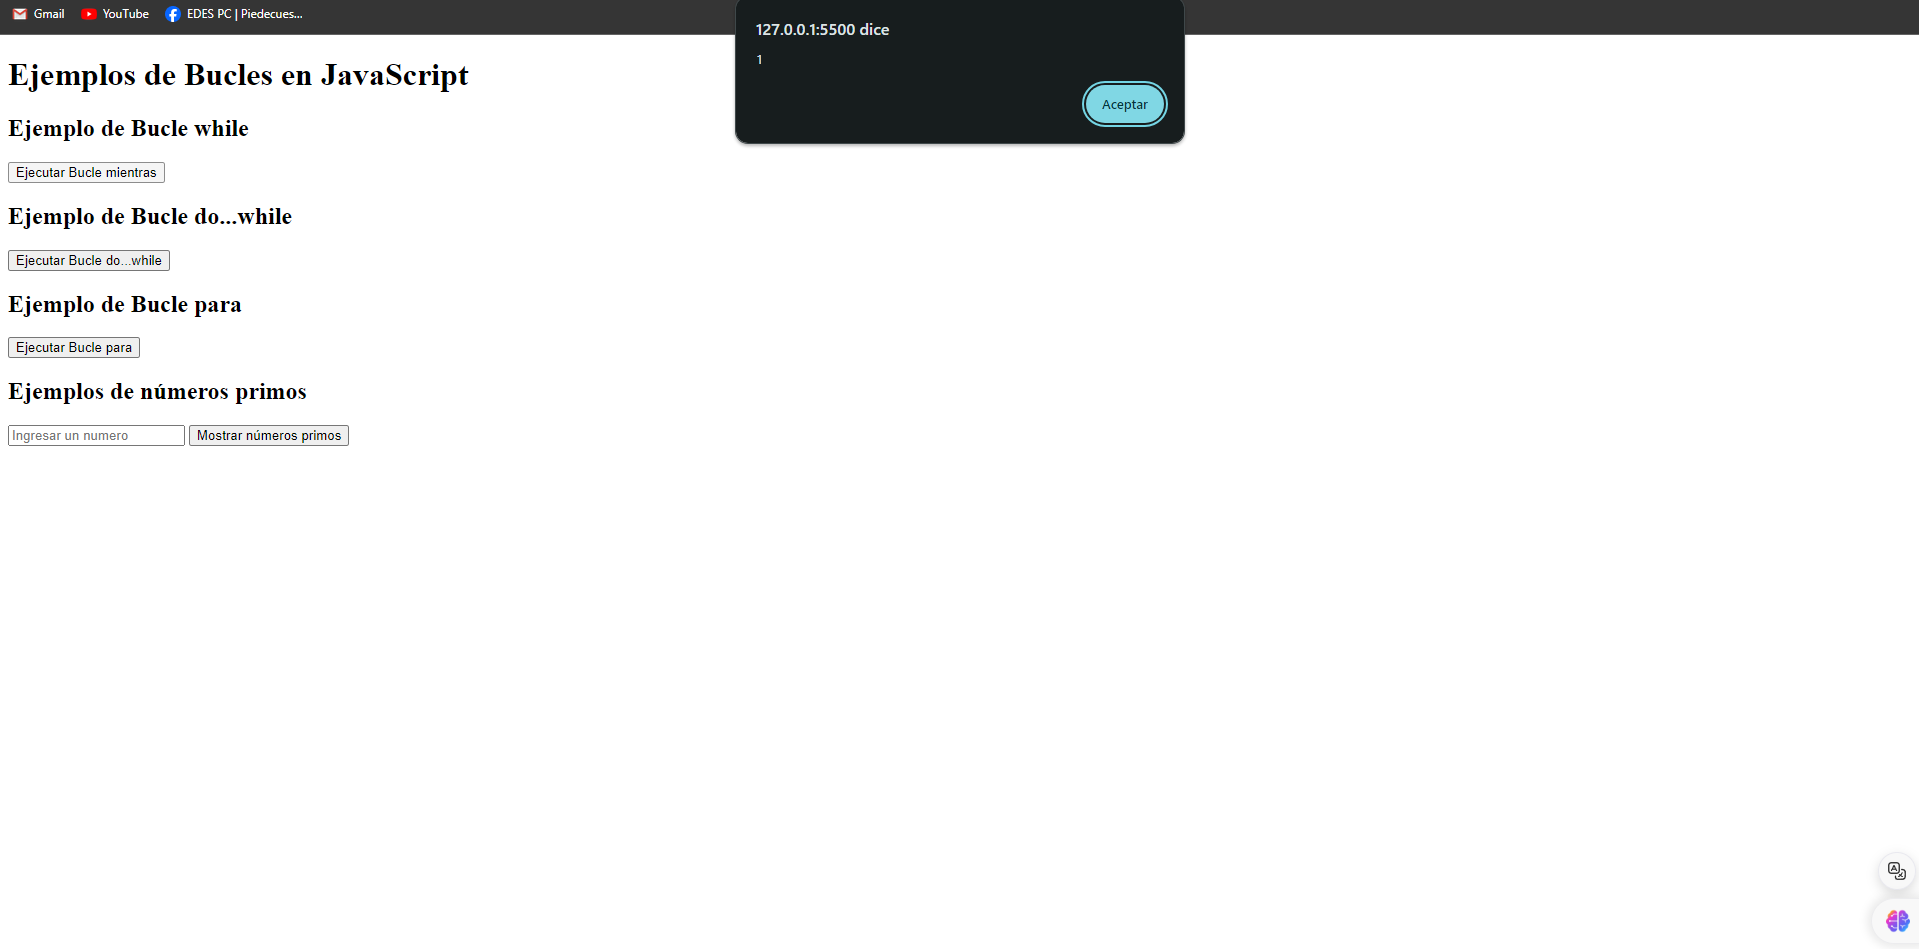 Gmail YouTube EDES PC | Piedecues...
127.0.0.1:5500 dice
1
Aceptar
Ejemplos de Bucles en JavaScript
Ejemplo de Bucle while
Ejecutar Bucle mientras
Ejemplo de Bucle do...while
Ejecutar Bucle do...while
Ejemplo de Bucle para
Ejecutar Bucle para
Ejemplos de números primos
Ingresar un numero Mostrar números primos